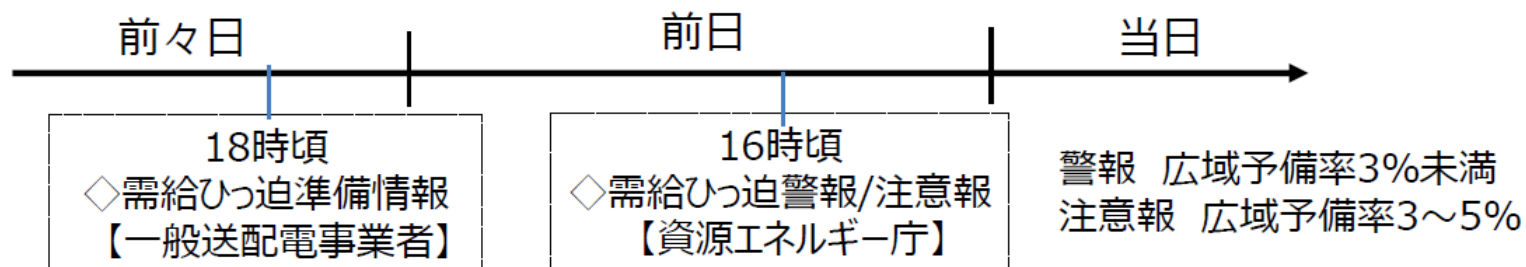 前々日
前日
当日
18時頃
◇需給ひっ迫準備情報
【一般送配電事業者】
16時頃
◇需給ひっ迫警報/注意報
【資源エネルギー庁】
警報 広域予備率3%未満
注意報 広域予備率3～5%